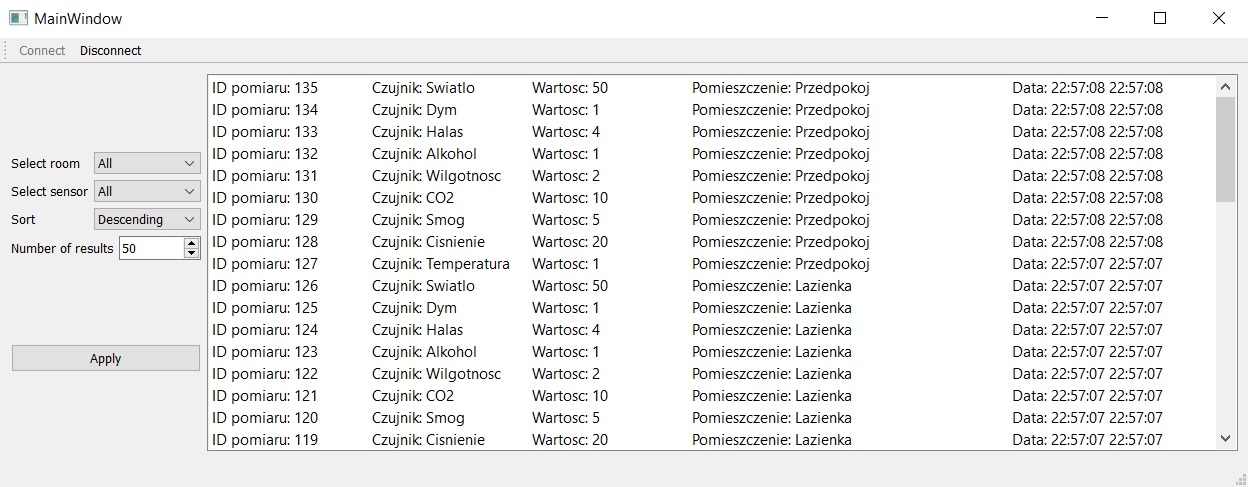 MainWindow
Connect Disconnect
Select room All
Select sensor All
Sort Descending
Number of results 50
Apply
ID pomiaru: 135 Czujnik: Swiatlo Wartosc: 50 Pomieszczenie: Przedpokoj Data: 22:57:08 22:57:08
ID pomiaru: 134 Czujnik: Dym Wartosc: 1 Pomieszczenie: Przedpokoj Data: 22:57:08 22:57:08
ID pomiaru: 133 Czujnik: Halas Wartosc: 4 Pomieszczenie: Przedpokoj Data: 22:57:08 22:57:08
ID pomiaru: 132 Czujnik: Alkohol Wartosc: 1 Pomieszczenie: Przedpokoj Data: 22:57:08 22:57:08
ID pomiaru: 131 Czujnik: Wilgotnosc Wartosc: 2 Pomieszczenie: Przedpokoj Data: 22:57:08 22:57:08
ID pomiaru: 130 Czujnik: CO2 Wartosc: 10 Pomieszczenie: Przedpokoj Data: 22:57:08 22:57:08
ID pomiaru: 129 Czujnik: Smog Wartosc: 5 Pomieszczenie: Przedpokoj Data: 22:57:08 22:57:08
ID pomiaru: 128 Czujnik: Cisnienie Wartosc: 20 Pomieszczenie: Przedpokoj Data: 22:57:08 22:57:08
ID pomiaru: 127 Czujnik: Temperatura Wartosc: 1 Pomieszczenie: Przedpokoj Data: 22:57:07 22:57:07
ID pomiaru: 126 Czujnik: Swiatlo Wartosc: 50 Pomieszczenie: Lazienka Data: 22:57:07 22:57:07
ID pomiaru: 125 Czujnik: Dym Wartosc: 1 Pomieszczenie: Lazienka Data: 22:57:07 22:57:07
ID pomiaru: 124 Czujnik: Halas Wartosc: 4 Pomieszczenie: Lazienka Data: 22:57:07 22:57:07
ID pomiaru: 123 Czujnik: Alkohol Wartosc: 1 Pomieszczenie: Lazienka Data: 22:57:07 22:57:07
ID pomiaru: 122 Czujnik: Wilgotnosc Wartosc: 2 Pomieszczenie: Lazienka Data: 22:57:07 22:57:07
ID pomiaru: 121 Czujnik: CO2 Wartosc: 10 Pomieszczenie: Lazienka Data: 22:57:07 22:57:07
ID pomiaru: 120 Czujnik: Smog Wartosc: 5 Pomieszczenie: Lazienka Data: 22:57:07 22:57:07
ID pomiaru: 119 Czujnik: Cisnienie Wartosc: 20 Pomieszczenie: Lazienka Data: 22:57:07 22:57:07